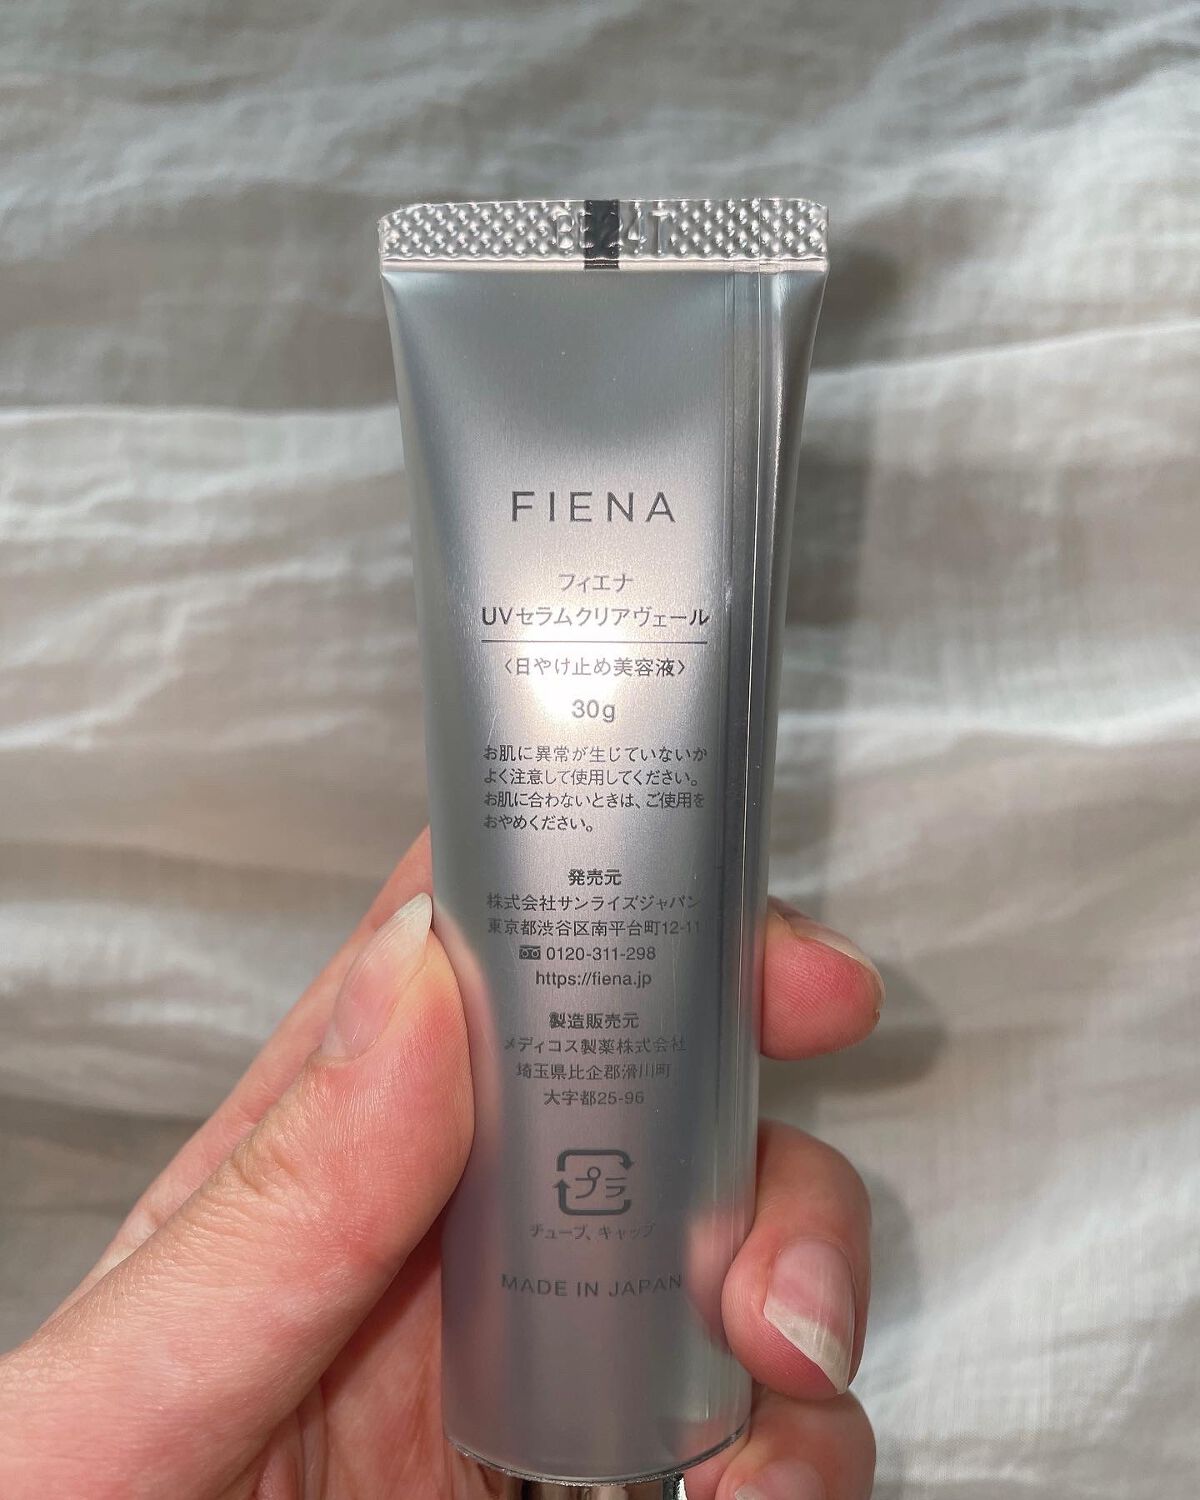 FIENA
フィエナ
UVセラムクリアヴェール
〈日やけ止め美容液〉
30g
お肌に異常が生じていないか
よく注意して使用してください。
お肌に合わないときは、ご使用を
おやめください。
発売元
株式会社サンライズジャパン
東京都渋谷区南平台町12-11
0120-311-298
https://fiena.jp
製造販売元
メディコス製薬株式会社
埼玉県比企郡滑川町
大字都25-96
プラ
チューブ、キャップ
MADE IN JAPAN